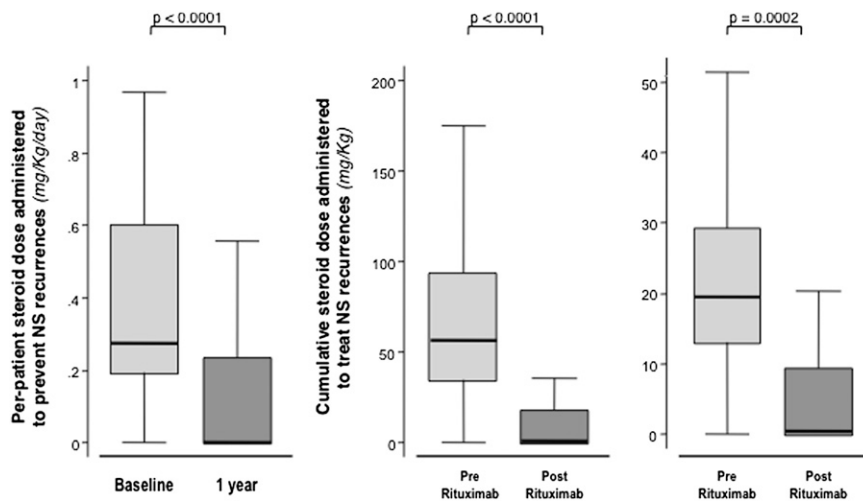 p < 0.0001
p < 0.0001
p = 0.0002
Per-patient steroid dose administered
to prevent NS recurrences (mg/Kg/day)
1
.8
.6
.4
.2
0
Baseline
1 year
Cumulative steroid dose administered
to treat NS recurrences (mg/Kg)
200
150
100
50
0
Pre
Rituximab
Post
Rituximab
50
40
30
20
10
0
Pre
Rituximab
Post
Rituximab